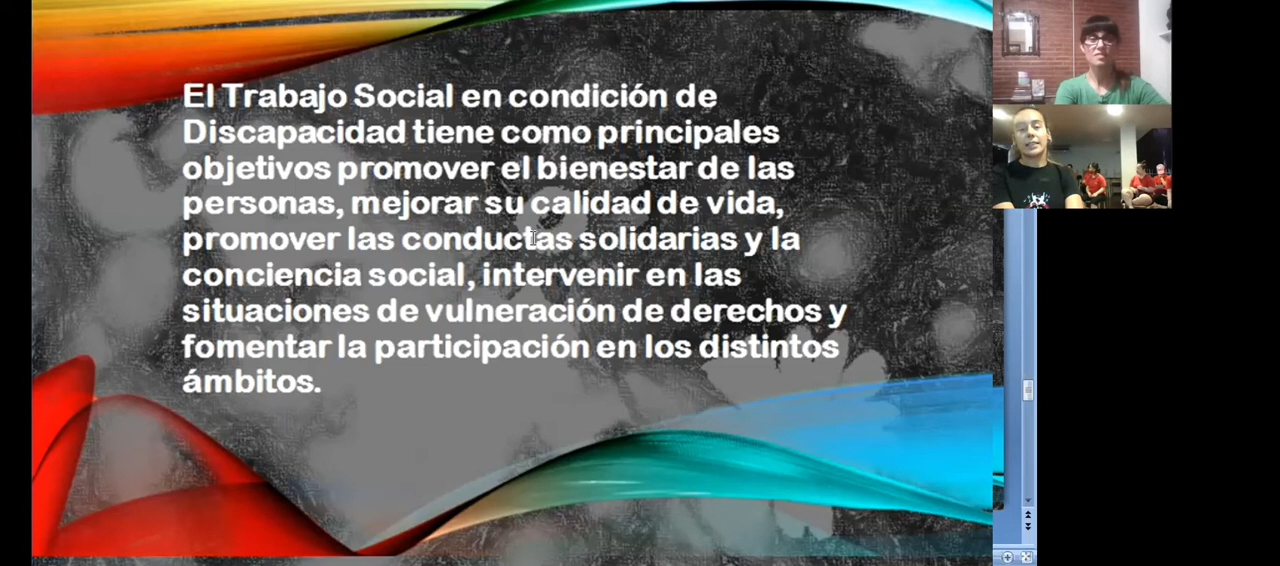 El Trabajo Social en condición de
Discapacidad tiene como principales
objetivos promover el bienestar de las
personas, mejorar su calidad de vida,
promover las conductas solidarias y la
conciencia social, intervenir en las
situaciones de vulneración de derechos y
fomentar la participación en los distintos
ámbitos.